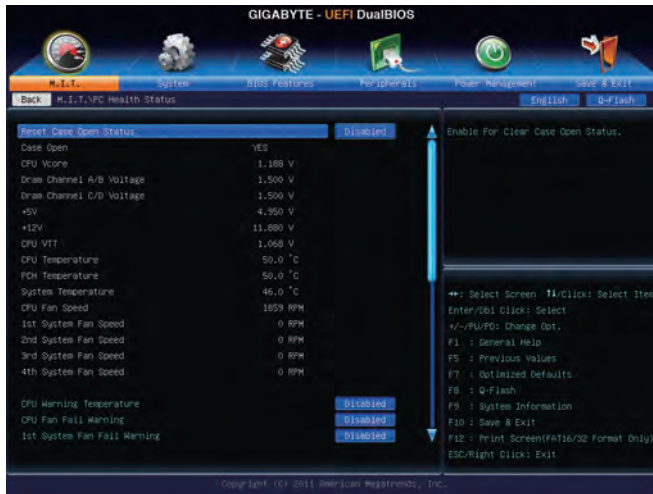 GIGABYTE - UEFI DualBIOS
M.I.T. System BIOS Features Peripherals Power Management Save & Exit
Back M.I.T.\PC Health Status English Q-Flash
Reset Case Open Status Disabled
Case Open YES
CPU Vcore 1.188 V
Dram Channel A/B Voltage 1.500 V
Dram Channel C/D Voltage 1.500 V
+5V 4.950 V
+12V 11.880 V
CPU VTT 1.068 V
CPU Temperature 50.0 °C
PCH Temperature 50.0 °C
System Temperature 46.0 °C
CPU Fan Speed 1859 RPM
1st System Fan Speed 0 RPM
2nd System Fan Speed 0 RPM
3rd System Fan Speed 0 RPM
4th System Fan Speed 0 RPM
CPU Warning Temperature Disabled
CPU Fan Fail Warning Disabled
1st System Fan Fail Warning Disabled
Enable For Clear Case Open Status.
↔: Select Screen ↑↓/Click: Select Item
Enter/Dbl Click: Select
+/-/PU/PD: Change Opt.
F1 : General Help
F5 : Previous Values
F7 : Optimized Defaults
F8 : Q-Flash
F9 : System Information
F10 : Save & Exit
F12 : Print Screen(FAT16/32 Format Only)
ESC/Right Click: Exit
Copyright (C) 2011 American Megatrends, Inc.